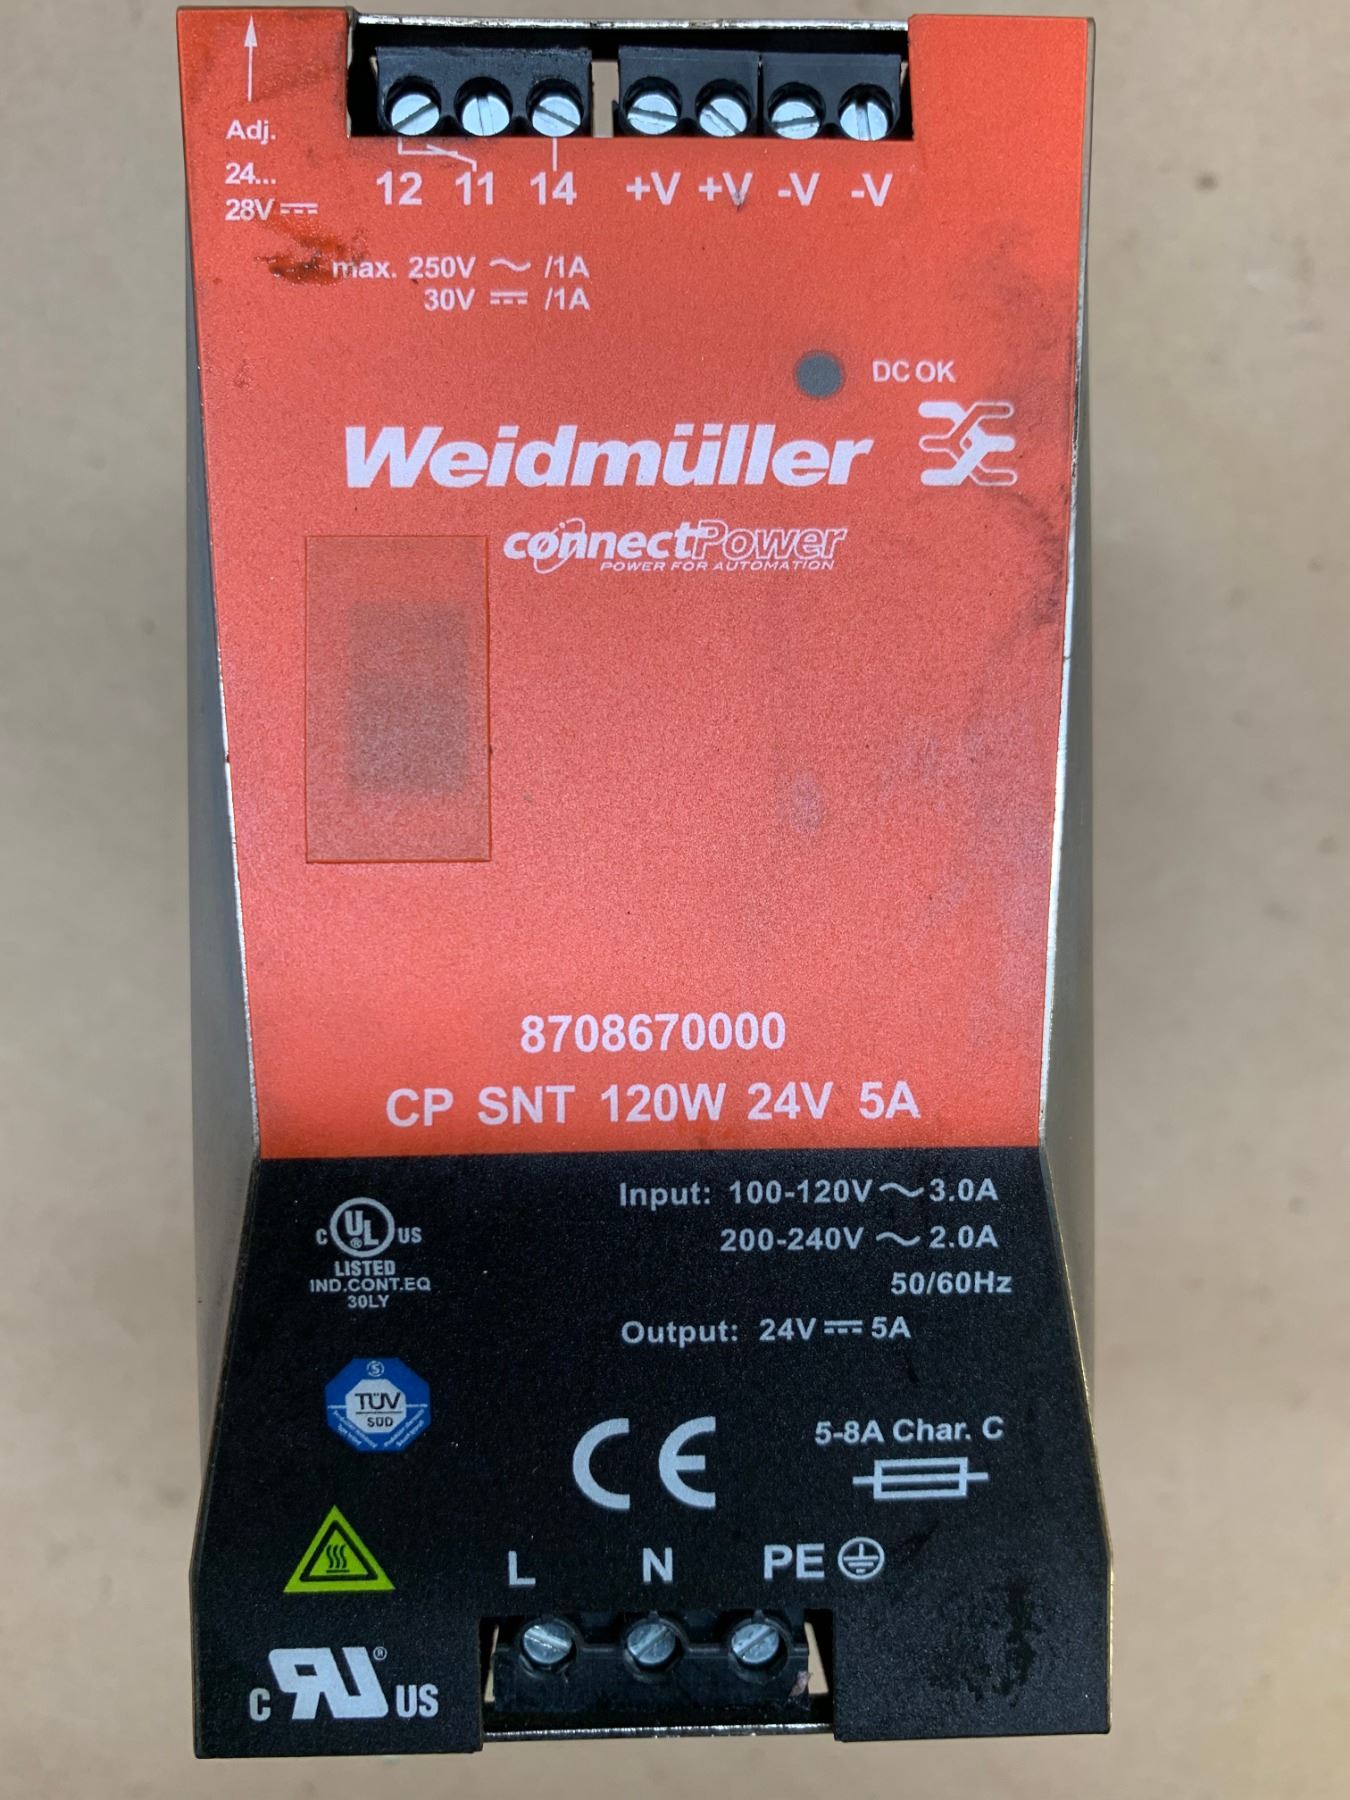 Adj.
24...
28V
12 11 14 +V +V -V -V
max. 250V ~ /1A
30V /1A
DC OK
Weidmüller
connectPower
POWER FOR AUTOMATION
8708670000
CP SNT 120W 24V 5A
Input: 100-120V ~ 3.0A
200-240V ~ 2.0A
50/60Hz
Output: 24V 5A
C UL ® US
LISTED
IND.CONT.EQ
30LY
S
TÜV
SÜD
CE
5-8A Char. C
L N PE
C RU ® US